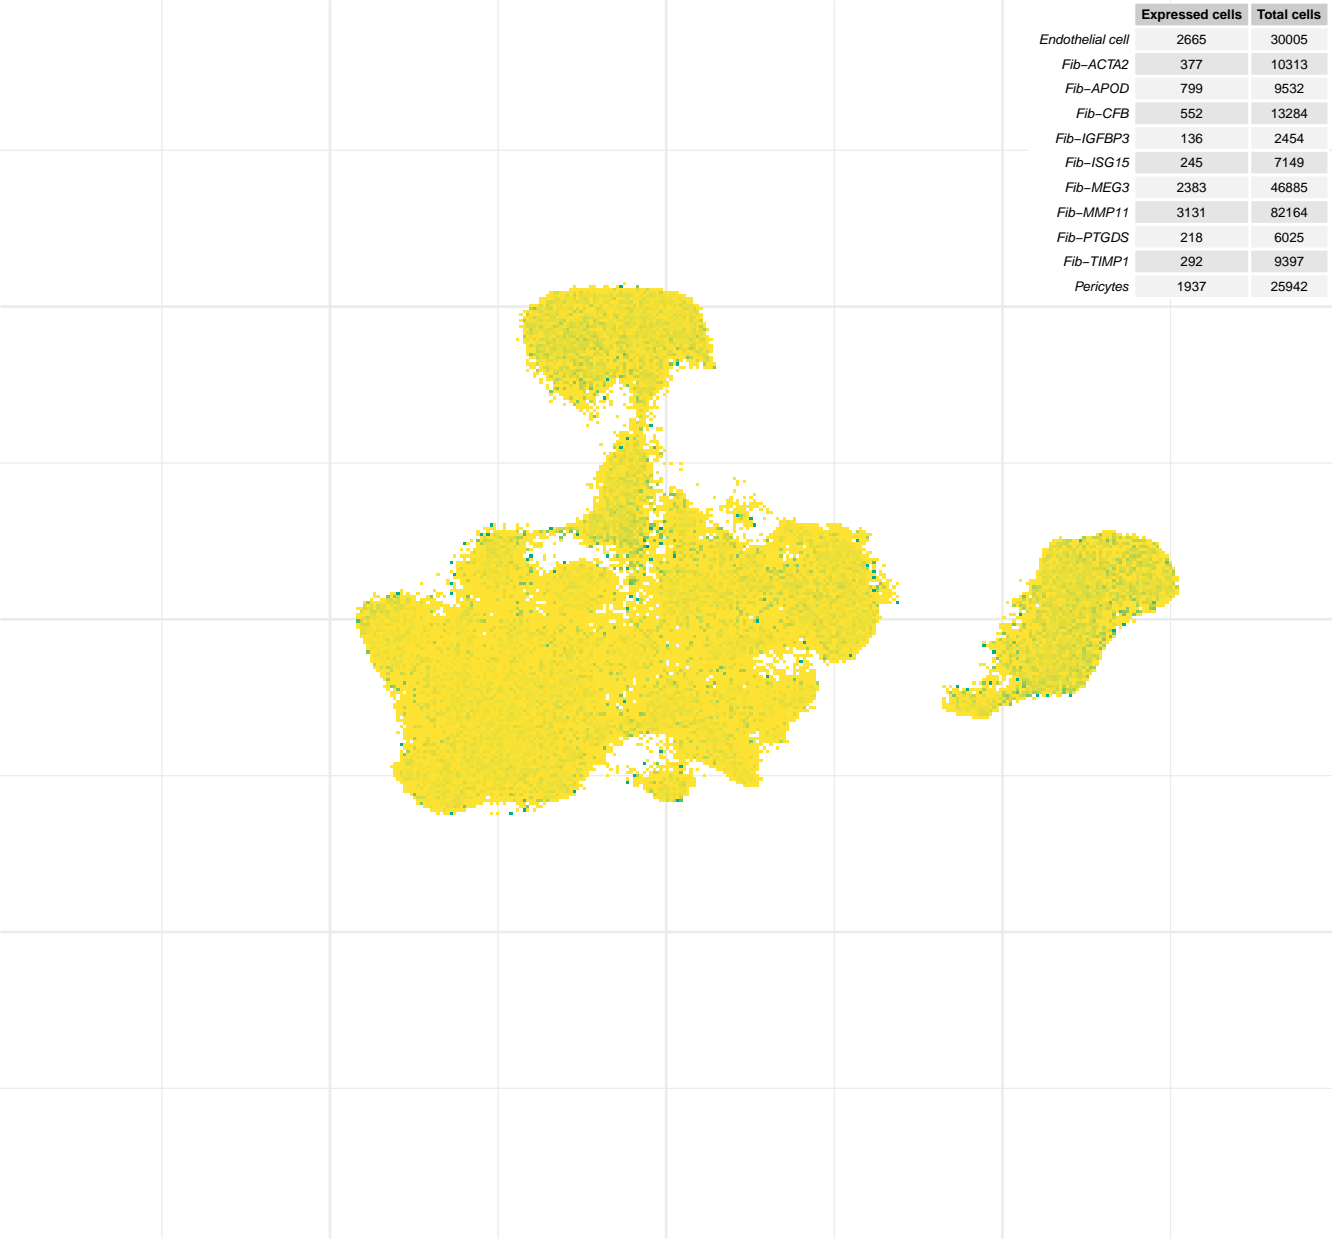 Expressed cells Total cells
Endothelial cell 2665 30005
Fib−ACTA2 377 10313
Fib−APOD 799 9532
Fib−CFB 552 13284
Fib−IGFBP3 136 2454
Fib−ISG15 245 7149
Fib−MEG3 2383 46885
Fib−MMP11 3131 82164
Fib−PTGDS 218 6025
Fib−TIMP1 292 9397
Pericytes 1937 25942